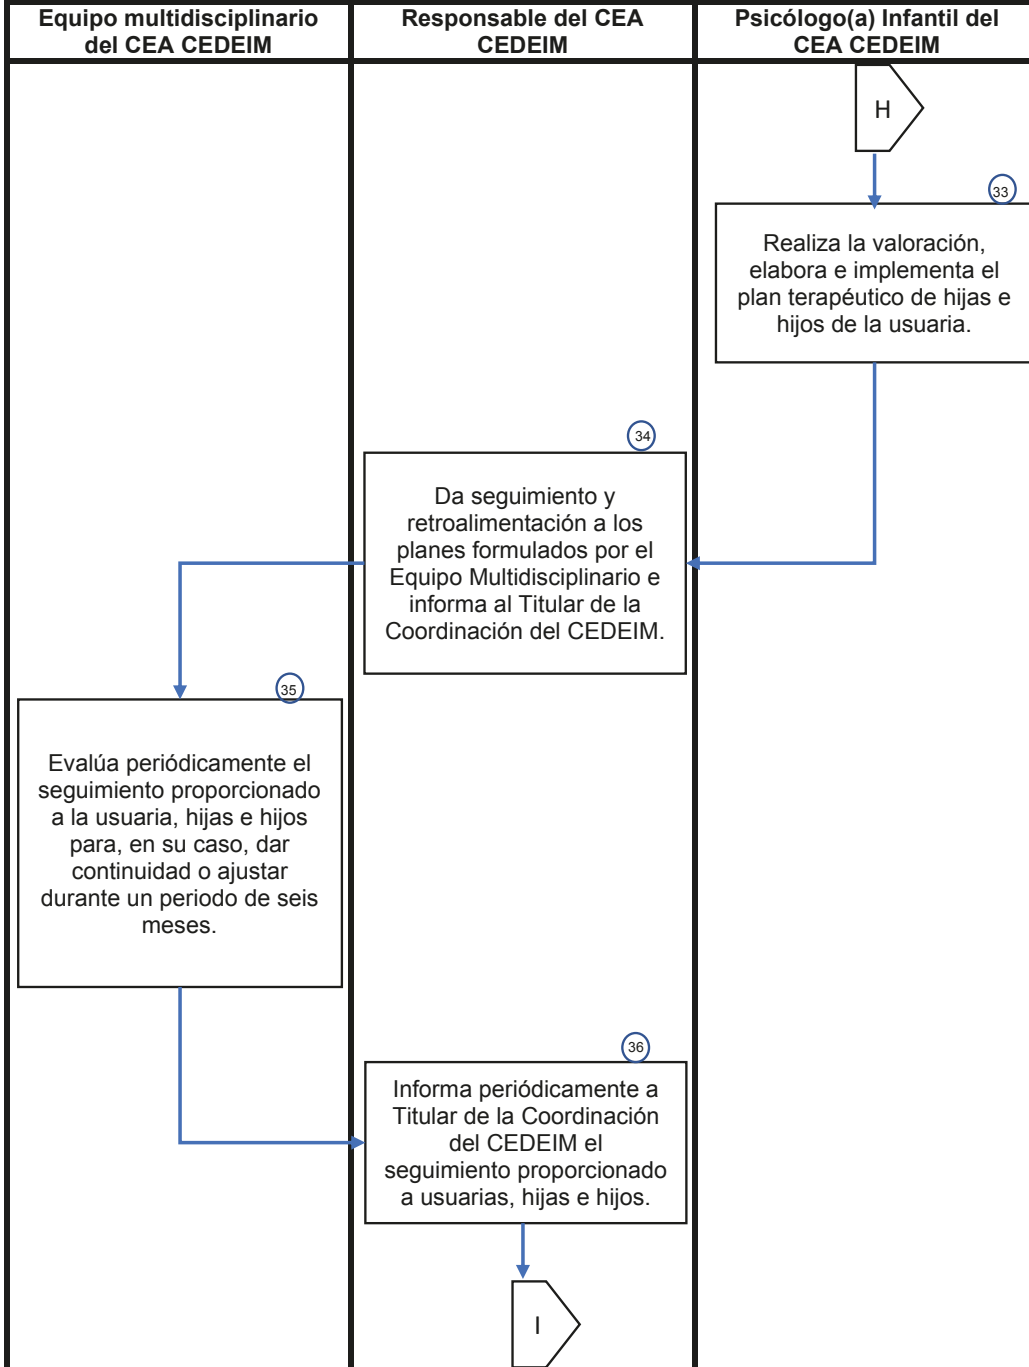 Equipo multidisciplinario
del CEA CEDEIM
Responsable del CEA
CEDEIM
Psicólogo(a) Infantil del
CEA CEDEIM
H
33
Realiza la valoración,
elabora e implementa el
plan terapéutico de hijas e
hijos de la usuaria.
34
Da seguimiento y
retroalimentación a los
planes formulados por el
Equipo Multidisciplinario e
informa al Titular de la
Coordinación del CEDEIM.
35
Evalúa periódicamente el
seguimiento proporcionado
a la usuaria, hijas e hijos
para, en su caso, dar
continuidad o ajustar
durante un periodo de seis
meses.
36
Informa periódicamente a
Titular de la Coordinación
del CEDEIM el
seguimiento proporcionado
a usuarias, hijas e hijos.
I